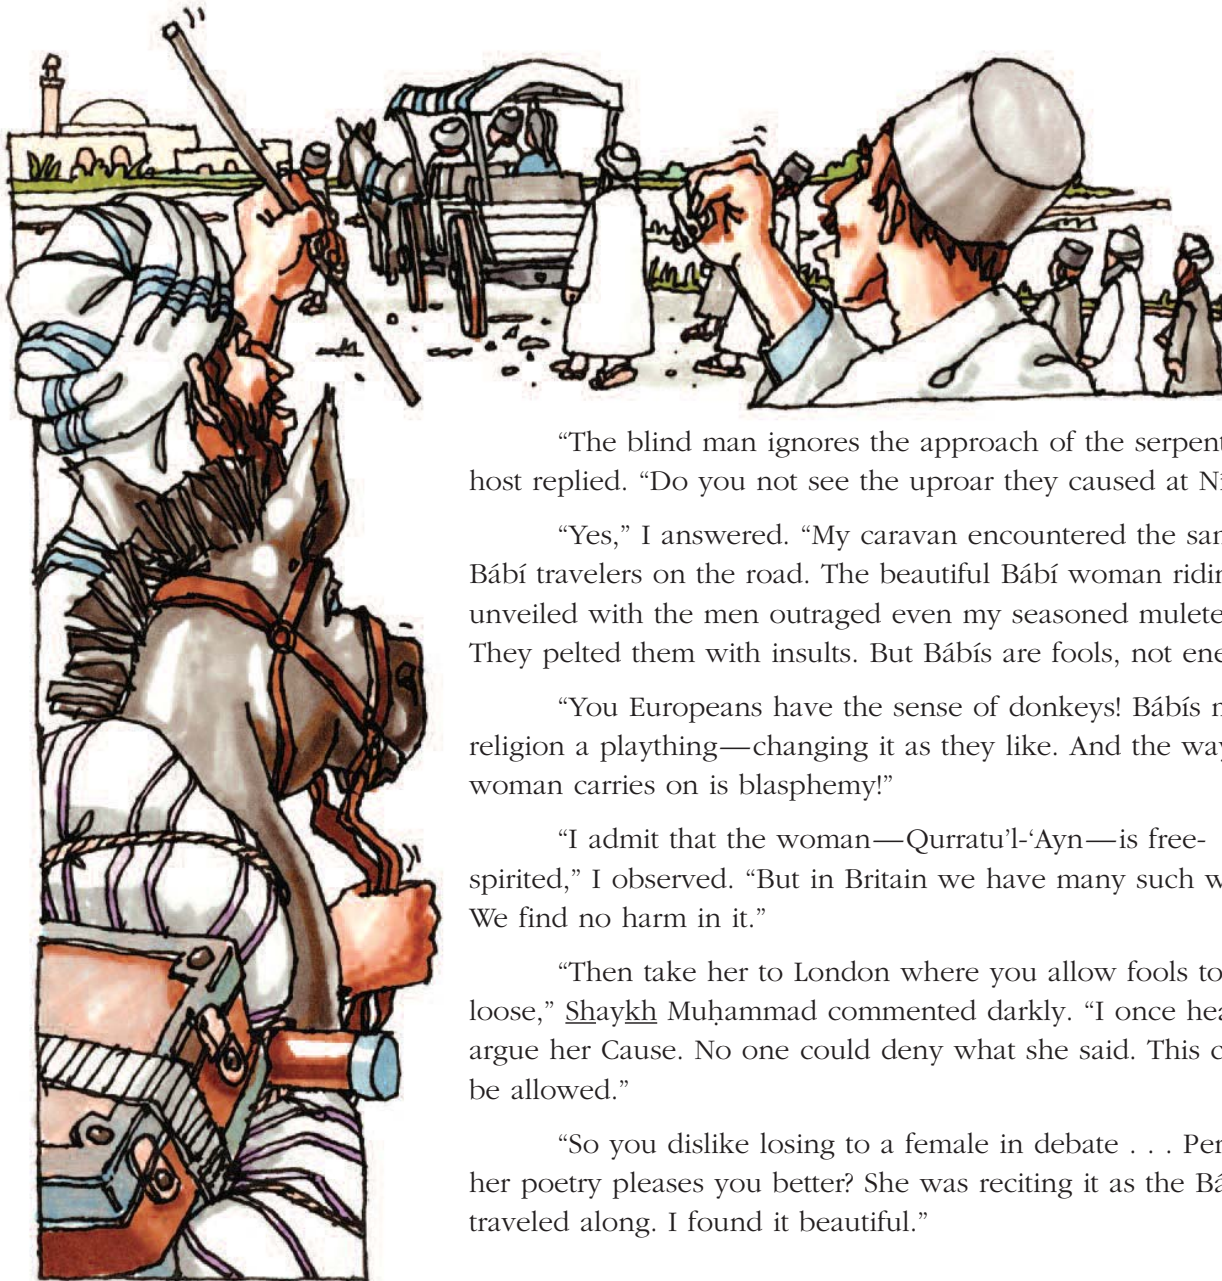 “The blind man ignores the approach of the serpent
host replied. “Do you not see the uproar they caused at
“Yes,” I answered. “My caravan encountered the
Bábí travelers on the road. The beautiful Bábí woman
unveiled with the men outraged even my seasoned
They pelted them with insults. But Bábís are fools, not
“You Europeans have the sense of donkeys! Bábís
religion a plaything—changing it as they like. And the
woman carries on is blasphemy!”
“I admit that the woman—Qurratu’l-‘Ayn—is free-
spirited,” I observed. “But in Britain we have many such
We find no harm in it.”
“Then take her to London where you allow fools to
loose,” Shaykh Muḥammad commented darkly. “I once
argue her Cause. No one could deny what she said. This
be allowed.”
“So you dislike losing to a female in debate . . .
her poetry pleases you better? She was reciting it as the
traveled along. I found it beautiful.”